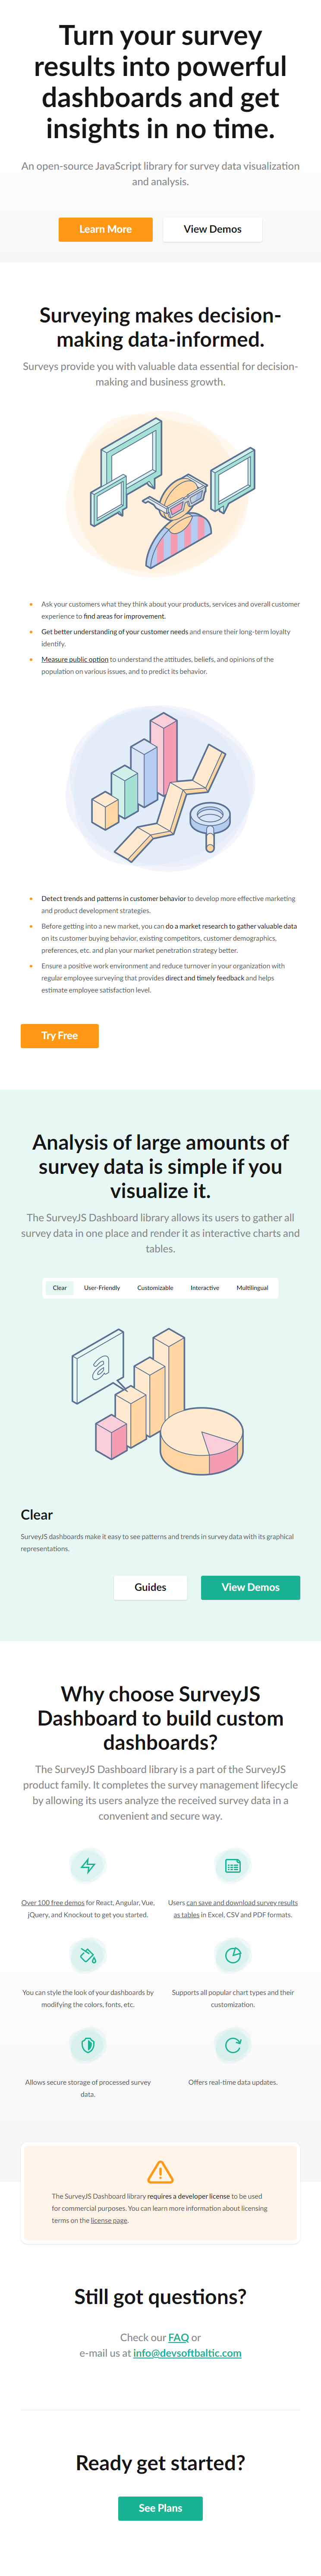 Turn your survey
results into powerful
dashboards and get
insights in no time.
An open-source JavaScript library for survey data visualization
and analysis.
Learn More
View Demos
Surveying makes decision-
making data-informed.
Surveys provide you with valuable data essential for decision-
making and business growth.
Ask your customers what they think about your products, services and overall customer
experience to find areas for improvement.
Get better understanding of your customer needs and ensure their long-term loyalty
identify.
Measure public option to understand the attitudes, beliefs, and opinions of the
population on various issues, and to predict its behavior.
Detect trends and patterns in customer behavior to develop more effective marketing
and product development strategies.
Before getting into a new market, you can do a market research to gather valuable data
on its customer buying behavior, existing competitors, customer demographics,
preferences, etc. and plan your market penetration strategy better.
Ensure a positive work environment and reduce turnover in your organization with
regular employee surveying that provides direct and timely feedback and helps
estimate employee satisfaction level.
Try Free
Analysis of large amounts of
survey data is simple if you
visualize it.
The SurveyJS Dashboard library allows its users to gather all
survey data in one place and render it as interactive charts and
tables.
Clear
User-Friendly
Customizable
Interactive
Multilingual
a
Clear
SurveyJS dashboards make it easy to see patterns and trends in survey data with its graphical
representations.
Guides
View Demos
Why choose SurveyJS
Dashboard to build custom
dashboards?
The SurveyJS Dashboard library is a part of the SurveyJS
product family. It completes the survey management lifecycle
by allowing its users analyze the received survey data in a
convenient and secure way.
Over 100 free demos for React, Angular, Vue,
jQuery, and Knockout to get you started.
Users can save and download survey results
as tables in Excel, CSV and PDF formats.
You can style the look of your dashboards by
modifying the colors, fonts, etc.
Supports all popular chart types and their
customization.
Allows secure storage of processed survey
data.
Offers real-time data updates.
The SurveyJS Dashboard library requires a developer license to be used
for commercial purposes. You can learn more information about licensing
terms on the license page.
Still got questions?
Check our FAQ or
e-mail us at info@devsoftbaltic.com
Ready get started?
See Plans